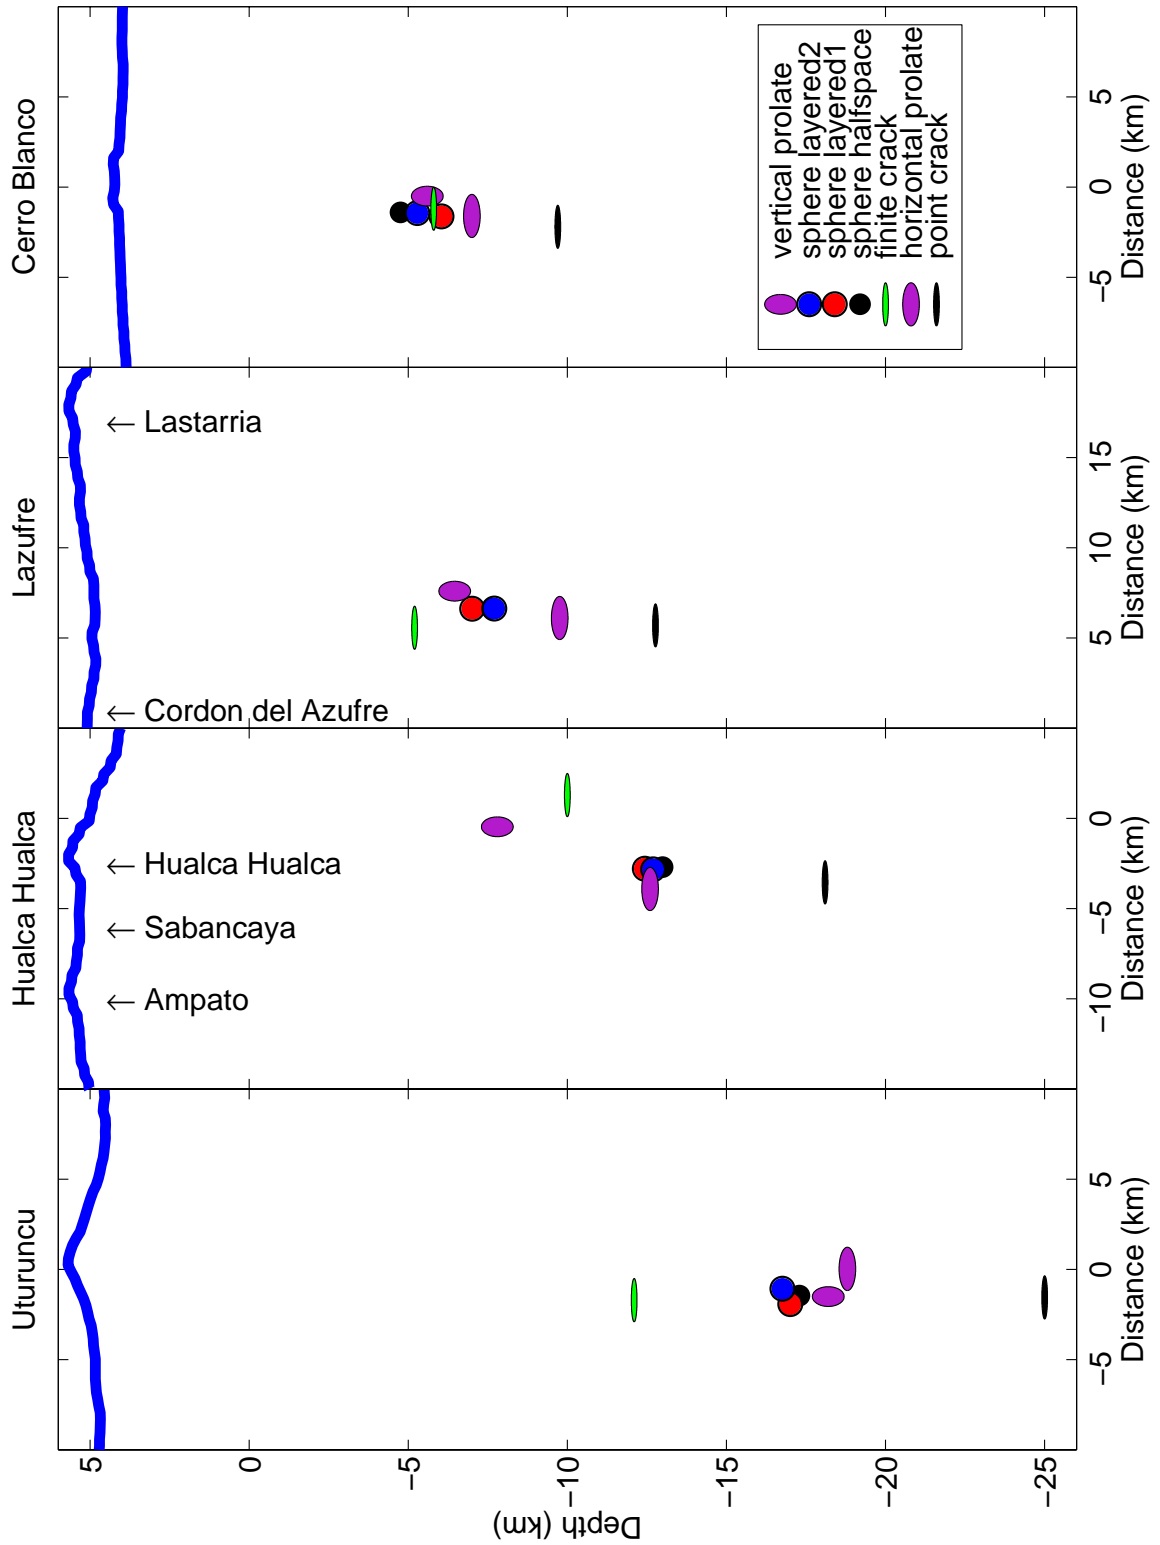 Uturuncu
Hualca Hualca
Lazufre
Cerro Blanco
5
0
−5
−10
−15
−20
−25
Depth (km)
← Ampato
← Sabancaya
← Hualca Hualca
← Cordon del Azufre
← Lastarria
vertical prolate
sphere layered2
sphere layered1
sphere halfspace
finite crack
horizontal prolate
point crack
−5 0 5
−10 −5 0
5 10 15
−5 0 5
Distance (km)
Distance (km)
Distance (km)
Distance (km)